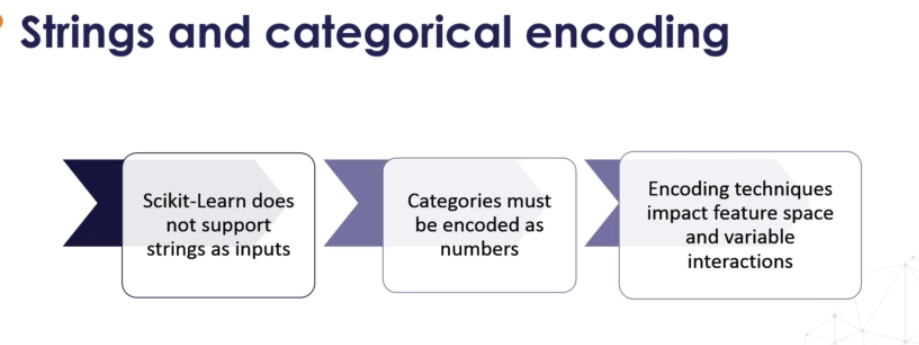 Strings and categorical encoding
Scikit-Learn does
not support
strings as inputs
Categories must
be encoded as
numbers
Encoding techniques
impact feature space
and variable
interactions